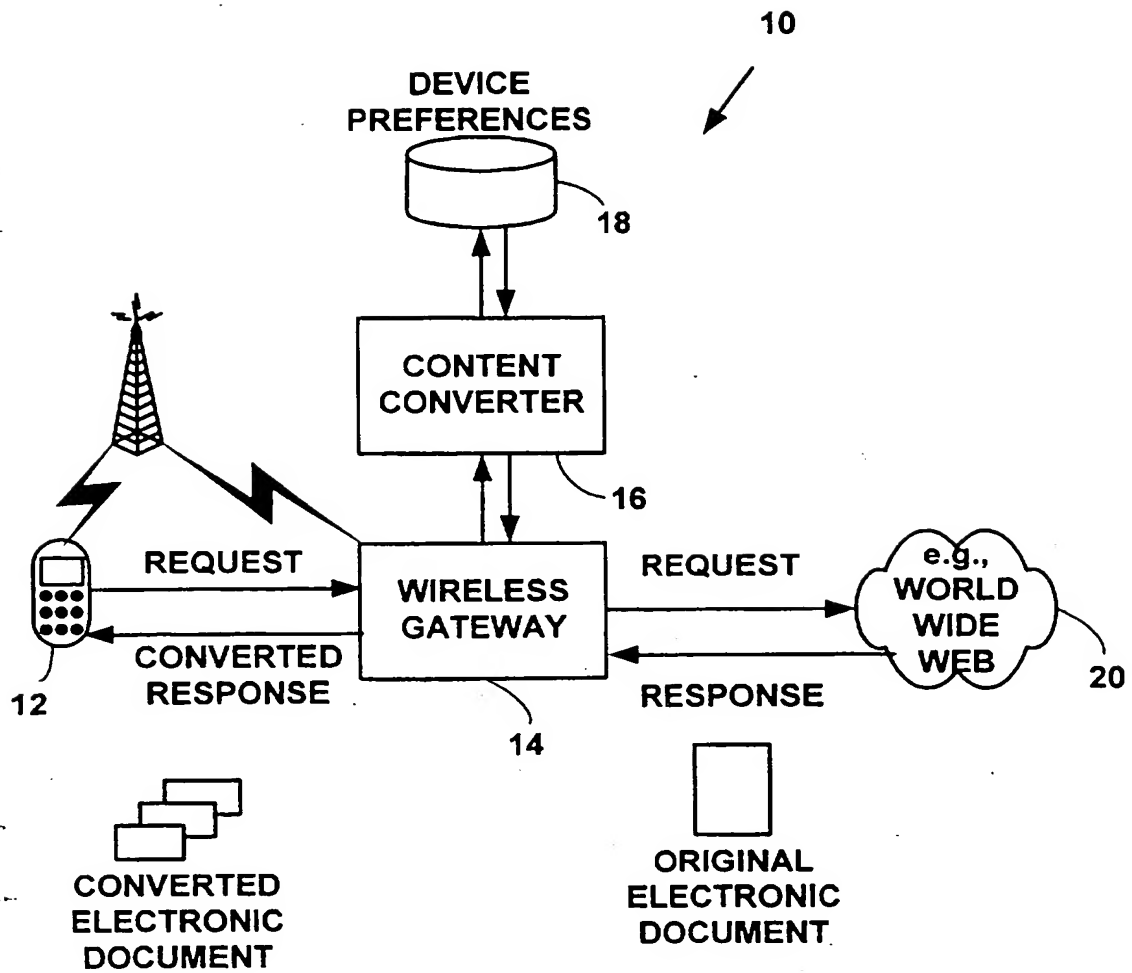 10
DEVICE
PREFERENCES
18
CONTENT
CONVERTER
16
REQUEST
WIRELESS
GATEWAY
REQUEST
e.g.,
WORLD
WIDE
WEB
CONVERTED
RESPONSE
RESPONSE
12
14
20
CONVERTED
ELECTRONIC
DOCUMENT
ORIGINAL
ELECTRONIC
DOCUMENT